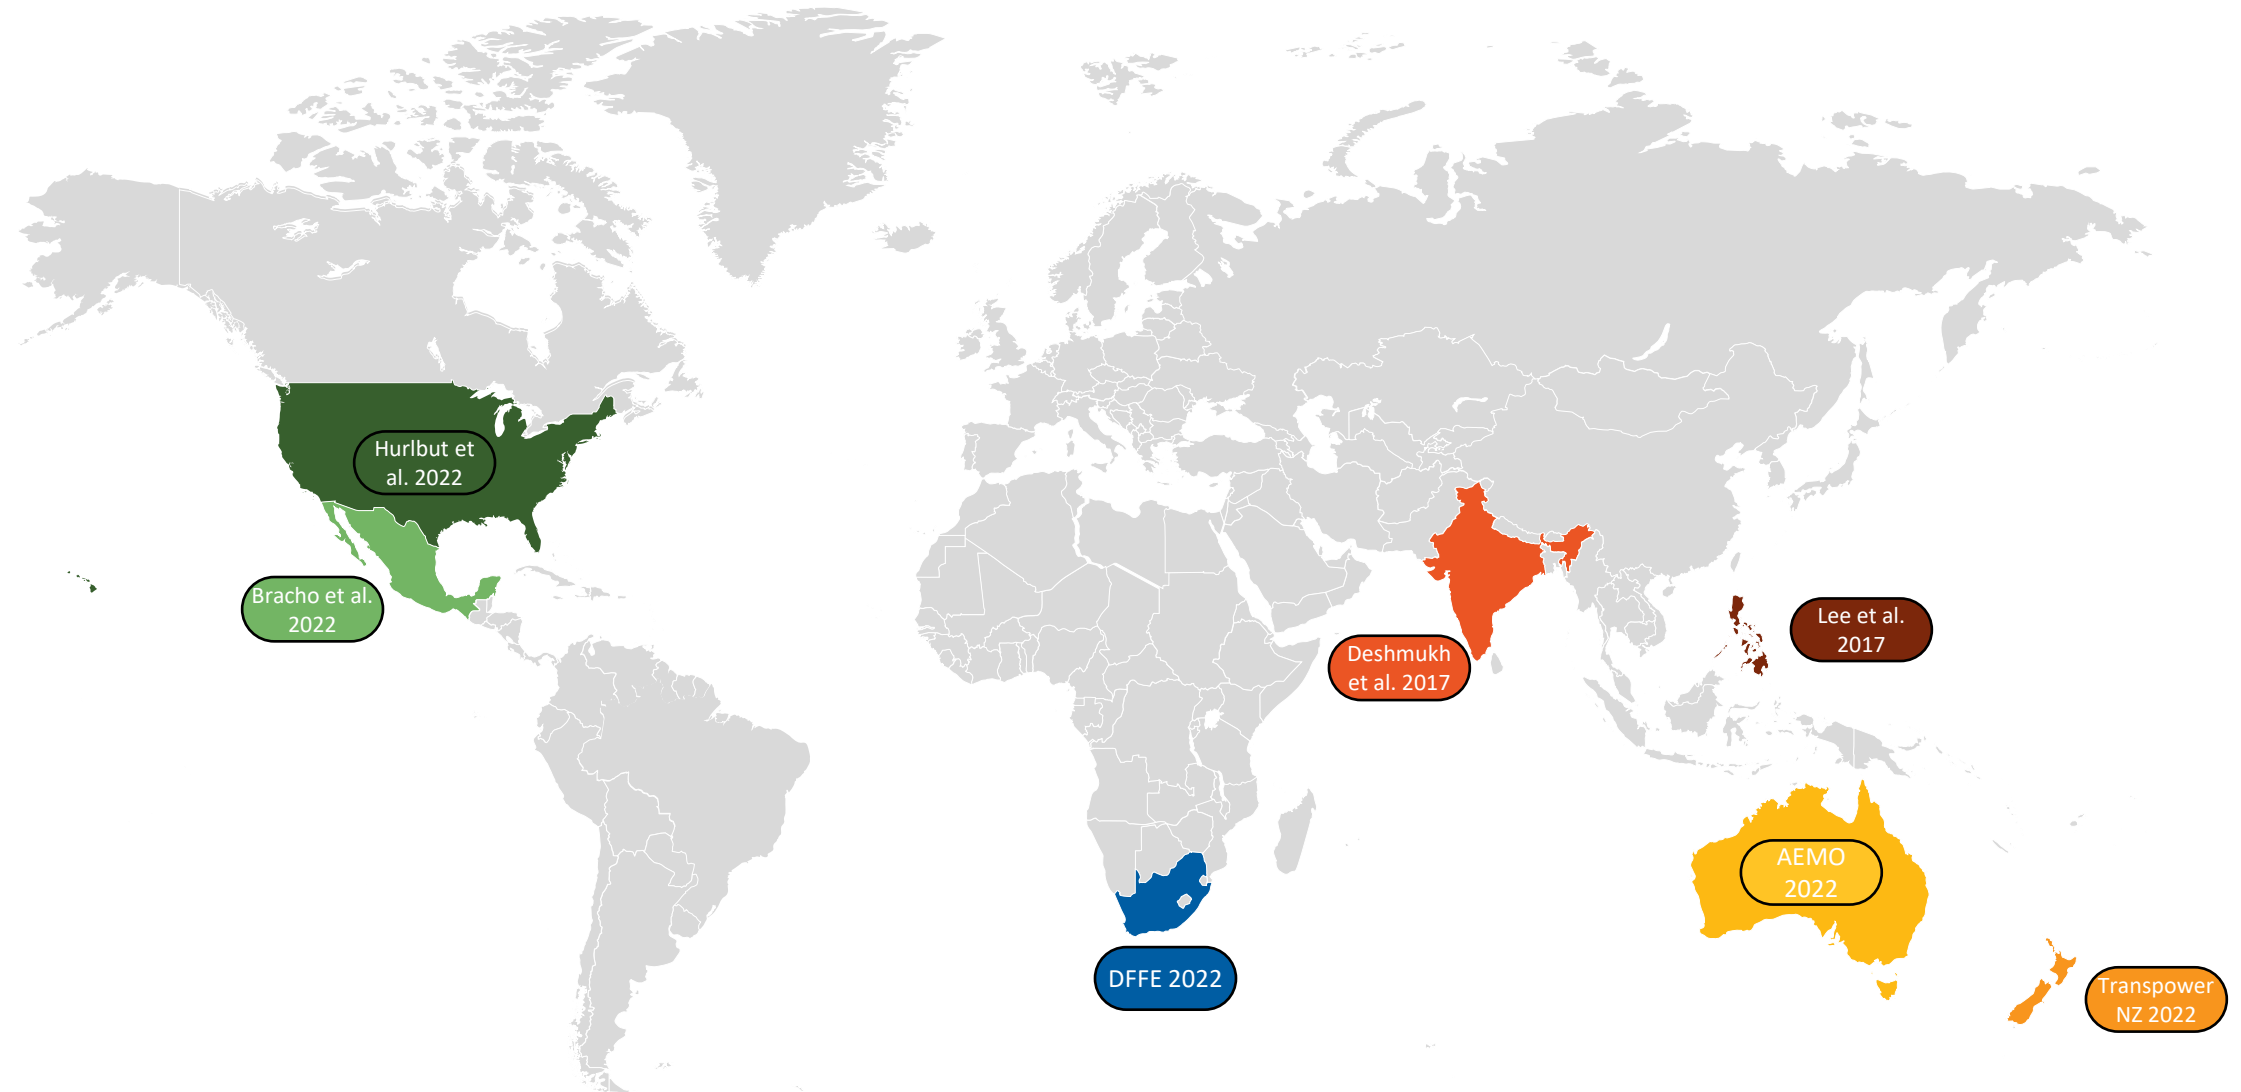 Hurlbut et
al. 2022
Bracho et al.
2022
Deshmukh
et al. 2017
Lee et al.
2017
AEMO
2022
DFFE 2022
Transpower
NZ 2022